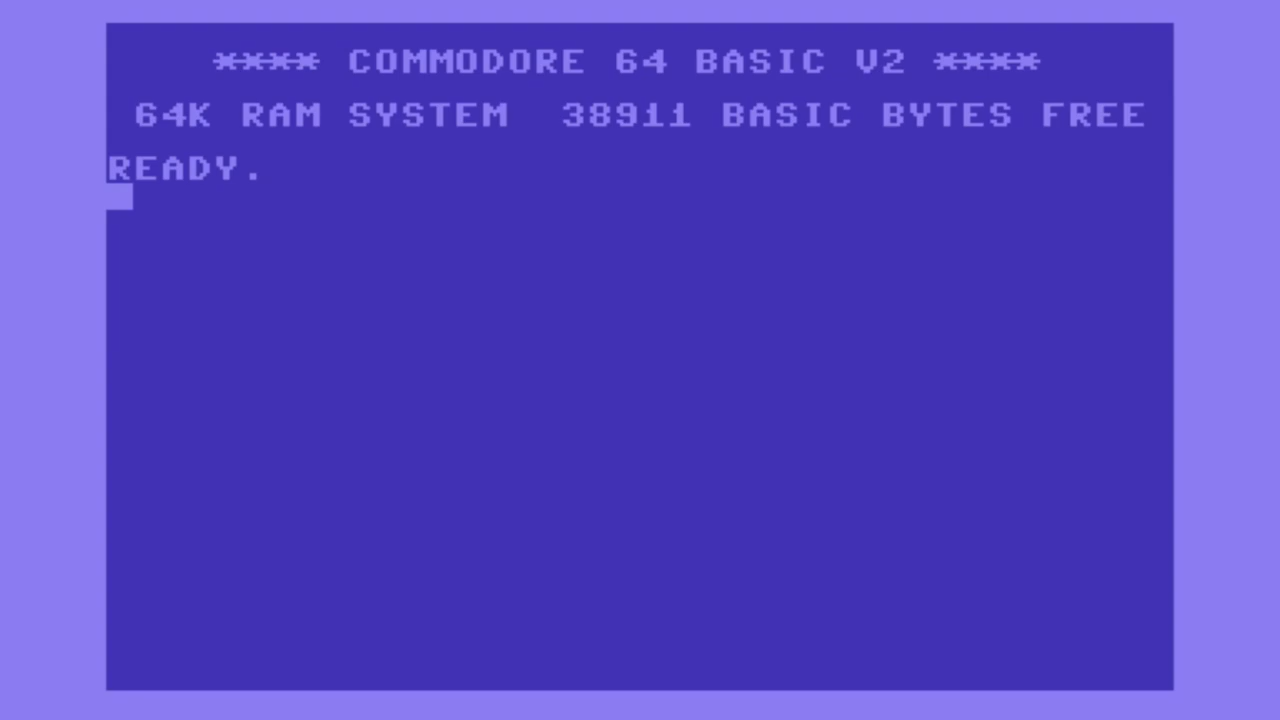 **** COMMODORE 64 BASIC V2 ****
64K RAM SYSTEM  38911 BASIC BYTES FREE
READY.